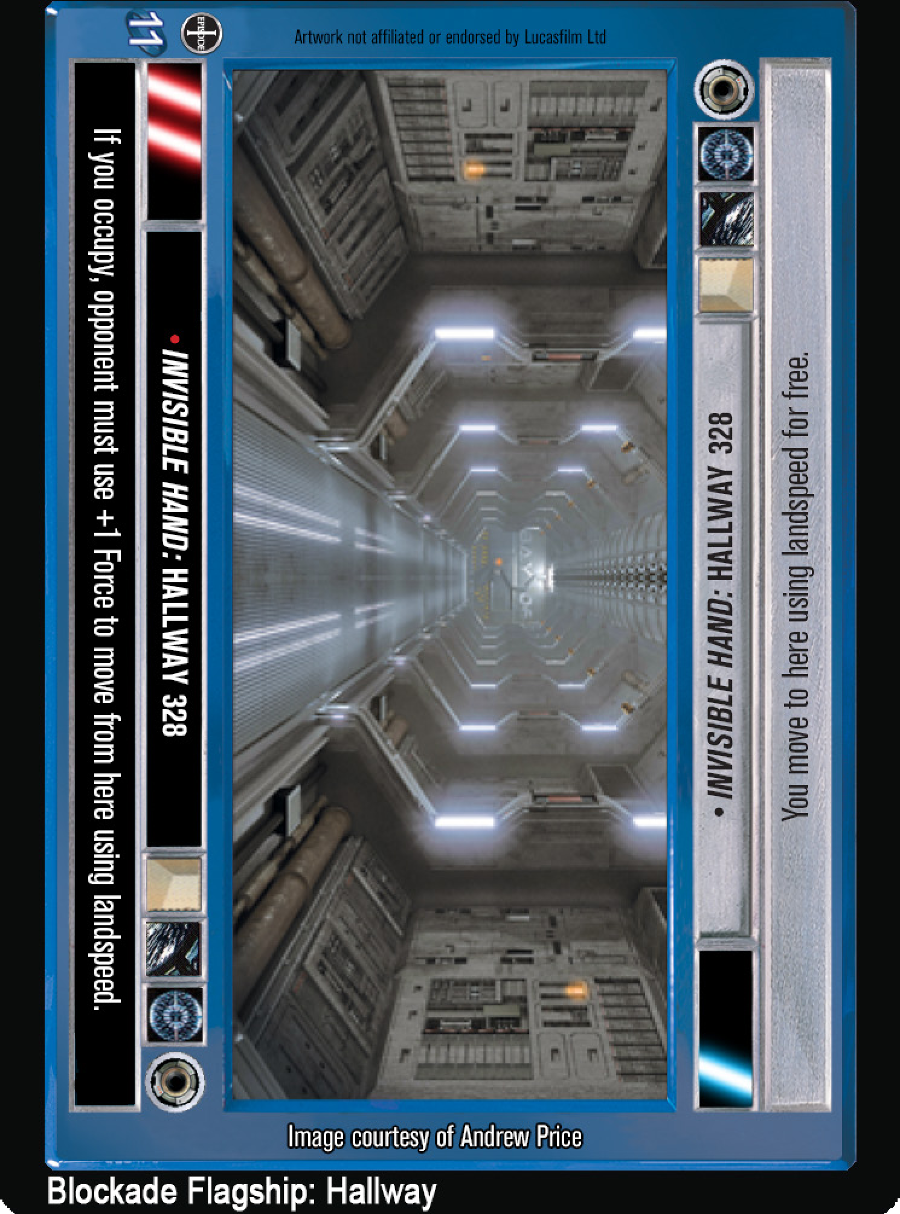 11
EPISODE
I
Artwork not affiliated or endorsed by Lucasfilm Ltd
If you occupy, opponent must use +1 Force to move from here using landspeed.
• INVISIBLE HAND: HALLWAY 328
• INVISIBLE HAND: HALLWAY 328
You move to here using landspeed for free.
Image courtesy of Andrew Price
Blockade Flagship: Hallway